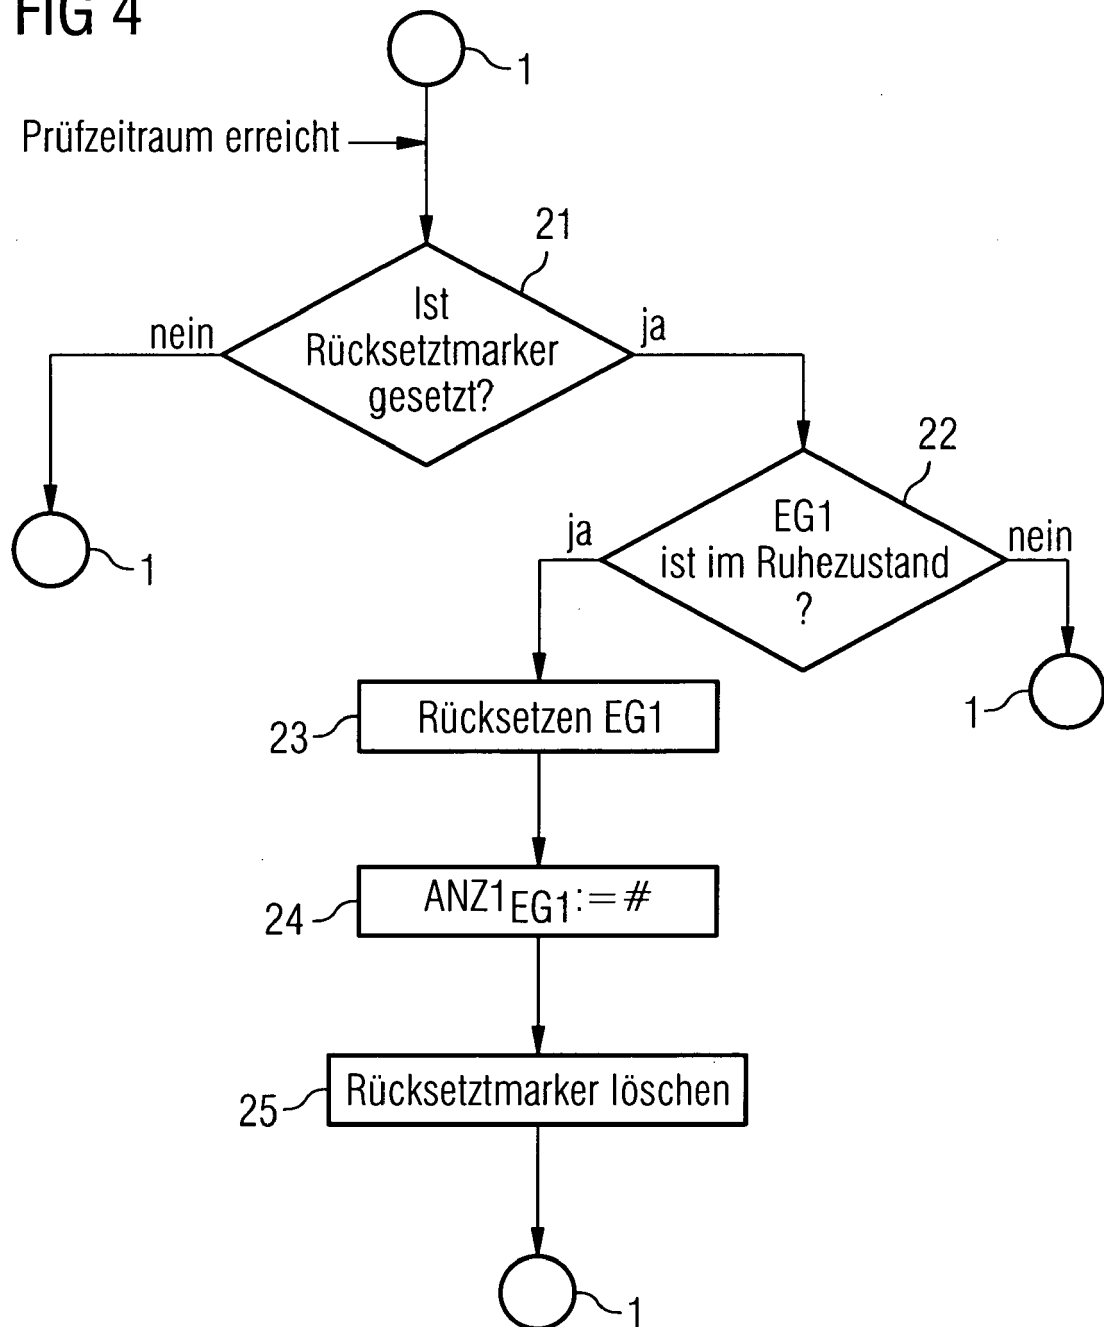 FIG 4
1
Prüfzeitraum erreicht
21
Ist
Rücksetztmarker
gesetzt?
nein
ja
22
1
EG1
ist im Ruhezustand
?
ja
nein
1
Rücksetzen EG1
23
ANZ1EG1:=#
24
Rücksetztmarker löschen
25
1